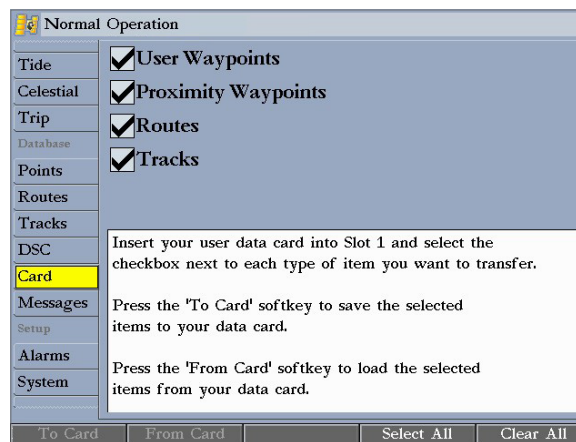 Normal Operation
User Waypoints
Proximity Waypoints
Routes
Tracks
Tide
Celestial
Trip
Database
Points
Routes
Tracks
DSC
Card
Messages
Setup
Alarms
System
Insert your user data card into Slot 1 and select the
checkbox next to each type of item you want to transfer.
Press the 'To Card' softkey to save the selected
items to your data card.
Press the 'From Card' softkey to load the selected
items from your data card.
To Card
From Card
Select All
Clear All